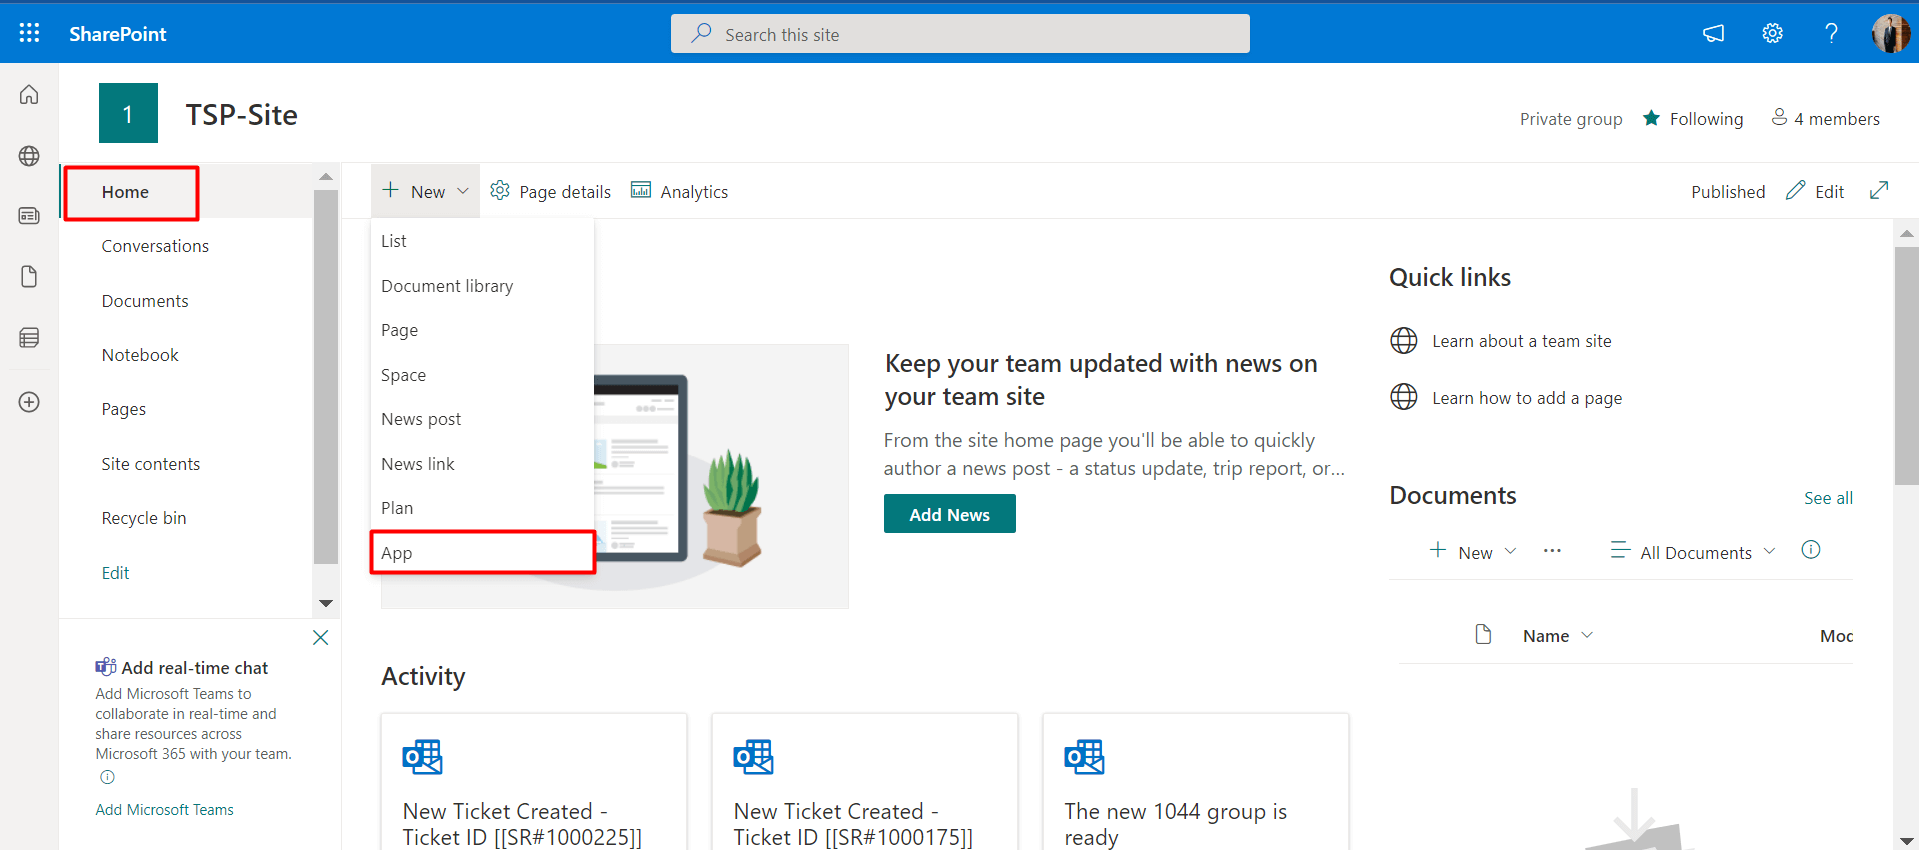 SharePoint
Search this site
?
1
TSP-Site
Private group
Following
4 members
Home
Conversations
Documents
Notebook
Pages
Site contents
Recycle bin
Edit
Add real-time chat
Add Microsoft Teams to
collaborate in real-time and
share resources across
Microsoft 365 with your team.
Add Microsoft Teams
New
Page details
Analytics
Published
Edit
List
Document library
Page
Space
News post
News link
Plan
App
Keep your team updated with news on
your team site
From the site home page you'll be able to quickly
author a news post - a status update, trip report, or...
Add News
Quick links
Learn about a team site
Learn how to add a page
Documents
See all
New
All Documents
Name
Mod
Activity
New Ticket Created -
Ticket ID [[SR#1000225]]
New Ticket Created -
Ticket ID [[SR#1000175]]
The new 1044 group is
ready